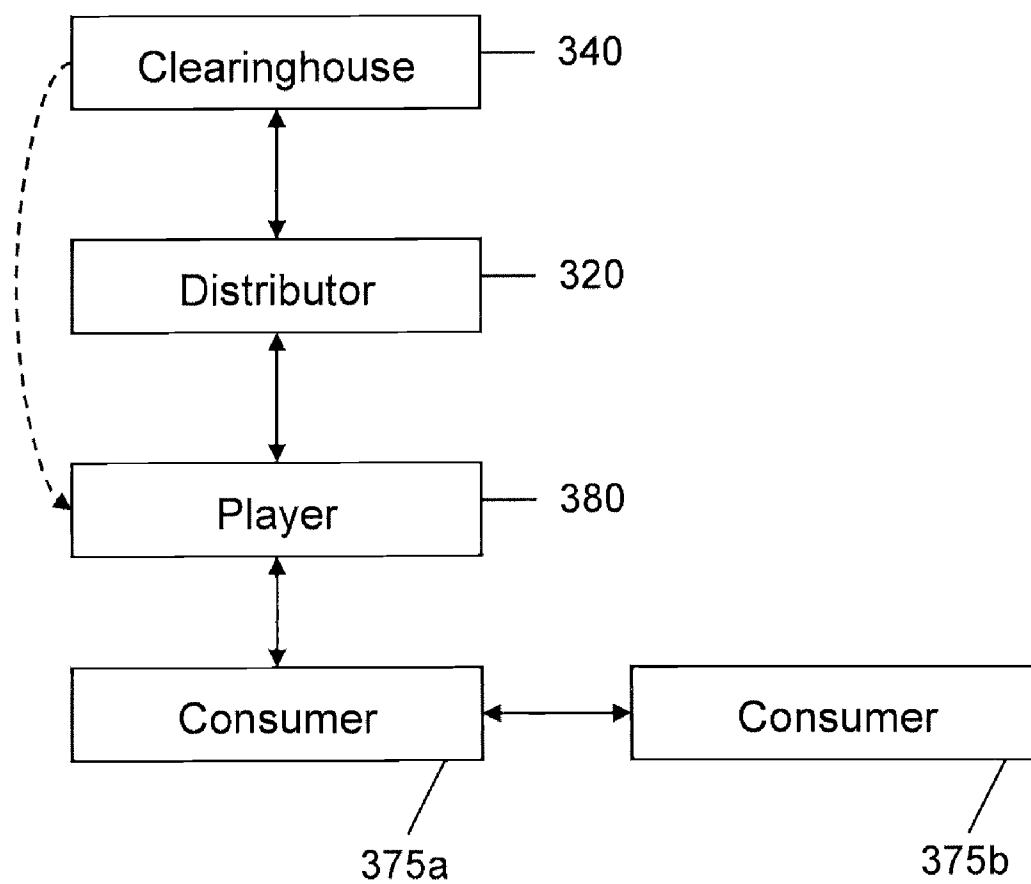 Clearinghouse
340
Distributor
320
Player
380
Consumer
Consumer
375a
375b